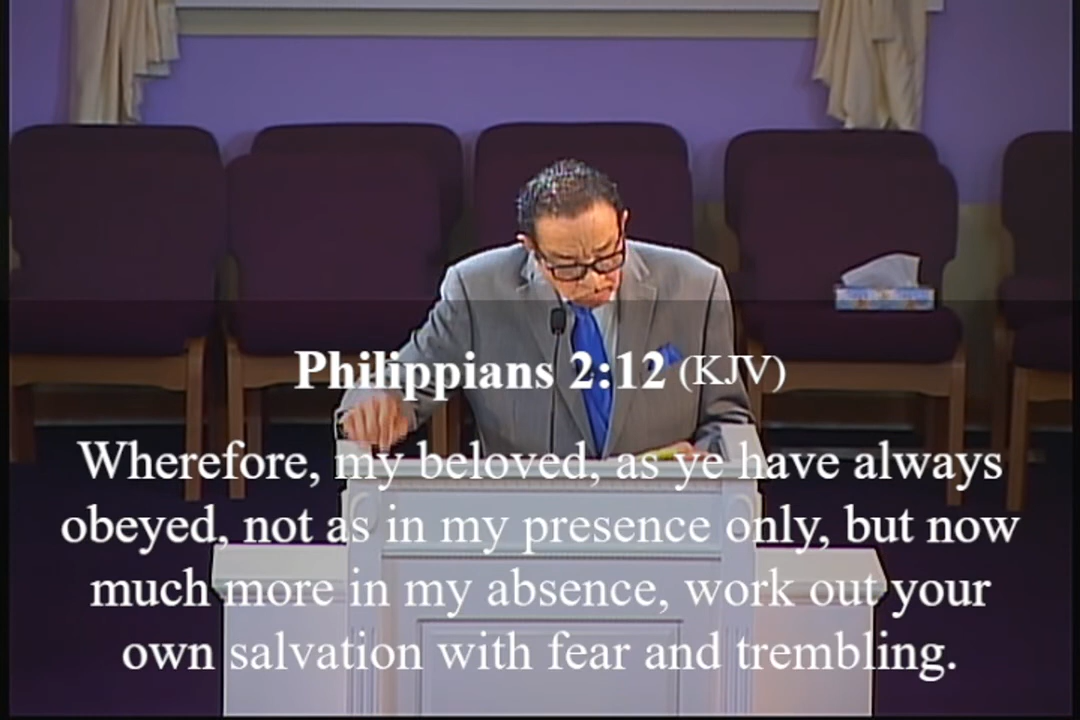 Philippians 2:12 (KJV)
Wherefore, my beloved, as ye have always
obeyed, not as in my presence only, but now
much more in my absence, work out your
own salvation with fear and trembling.